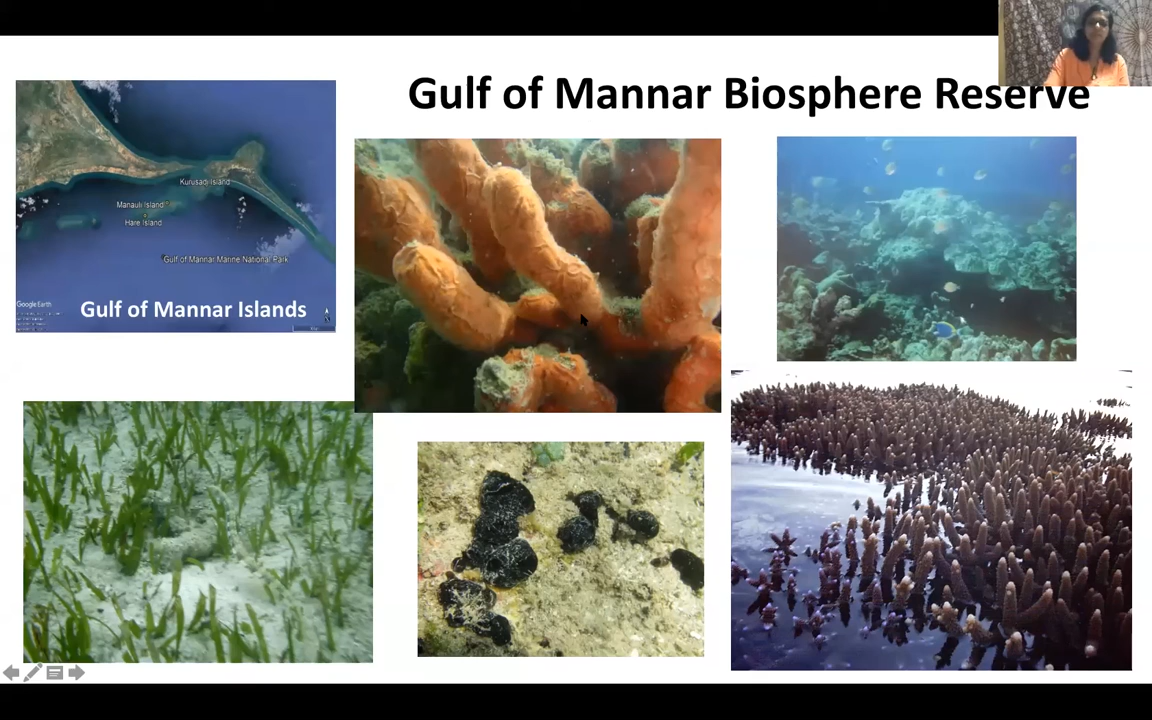 Gulf of Mannar Biosphere Reserve
Kurusadi Island
Manauli Island
Hare Island
Gulf of Mannar Marine National Park
Google Earth
Gulf of Mannar Islands